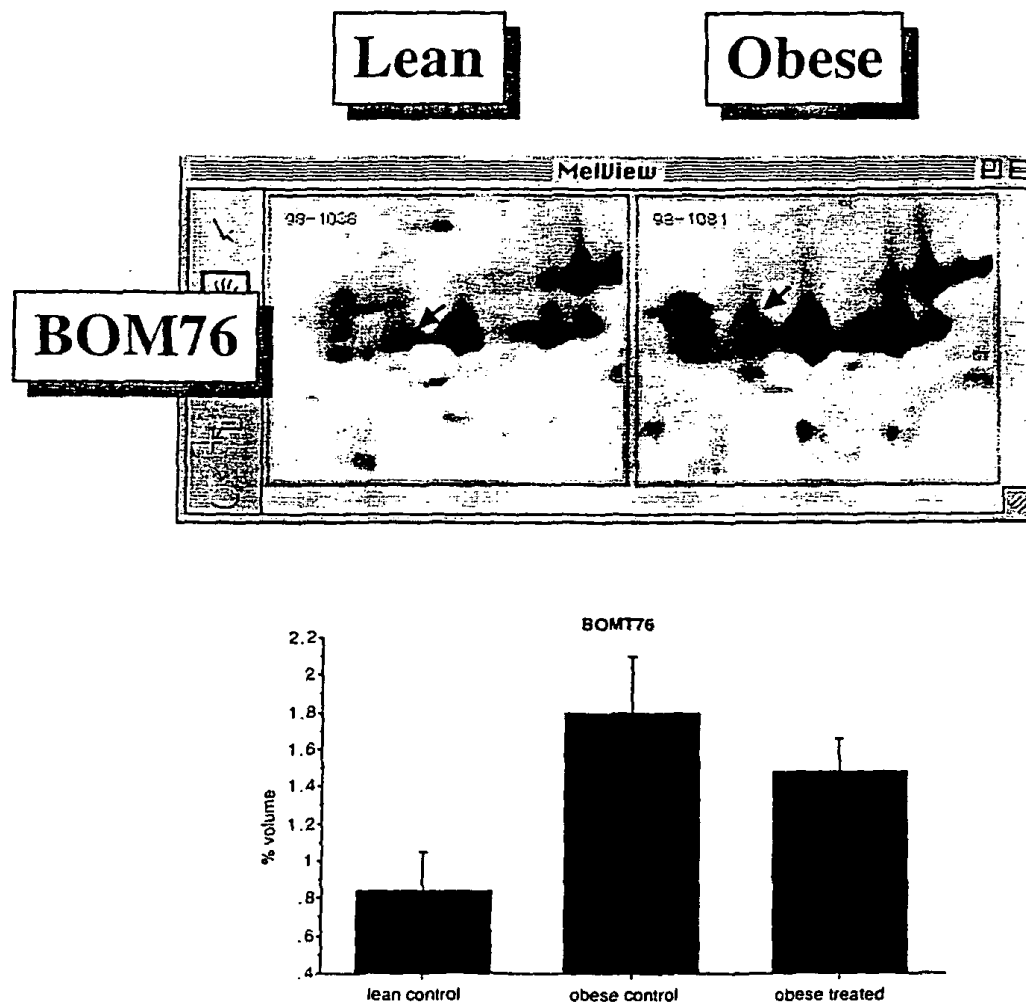 Lean
Obese
MelView
98-1036
98-1081
BOM76
BOMT76
2.2
2
1.8
1.6
1.4
1.2
1
.8
.6
.4
% volume
lean control
obese control
obese treated